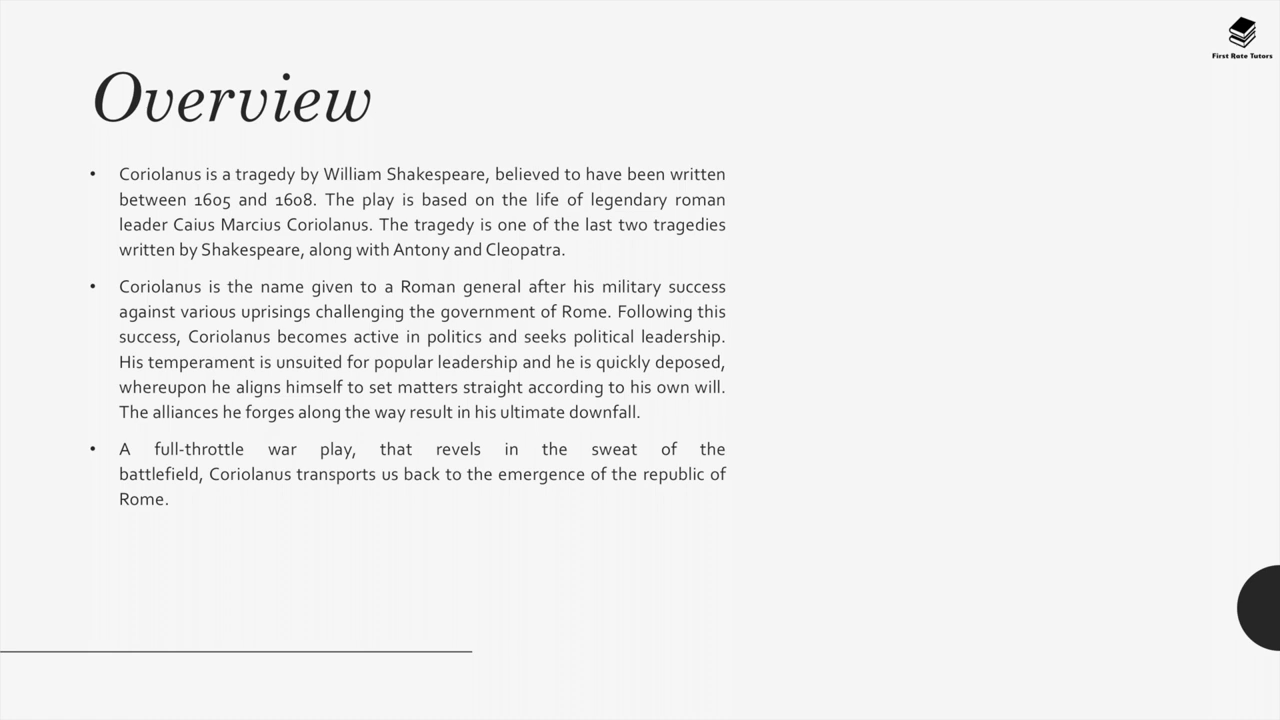 First Rate Tutors
Overview
• Coriolanus is a tragedy by William Shakespeare, believed to have been written
between 1605 and 1608. The play is based on the life of legendary roman
leader Caius Marcius Coriolanus. The tragedy is one of the last two tragedies
written by Shakespeare, along with Antony and Cleopatra.
• Coriolanus is the name given to a Roman general after his military success
against various uprisings challenging the government of Rome. Following this
success, Coriolanus becomes active in politics and seeks political leadership.
His temperament is unsuited for popular leadership and he is quickly deposed,
whereupon he aligns himself to set matters straight according to his own will.
The alliances he forges along the way result in his ultimate downfall.
• A full-throttle war play, that revels in the sweat of the
battlefield, Coriolanus transports us back to the emergence of the republic of
Rome.